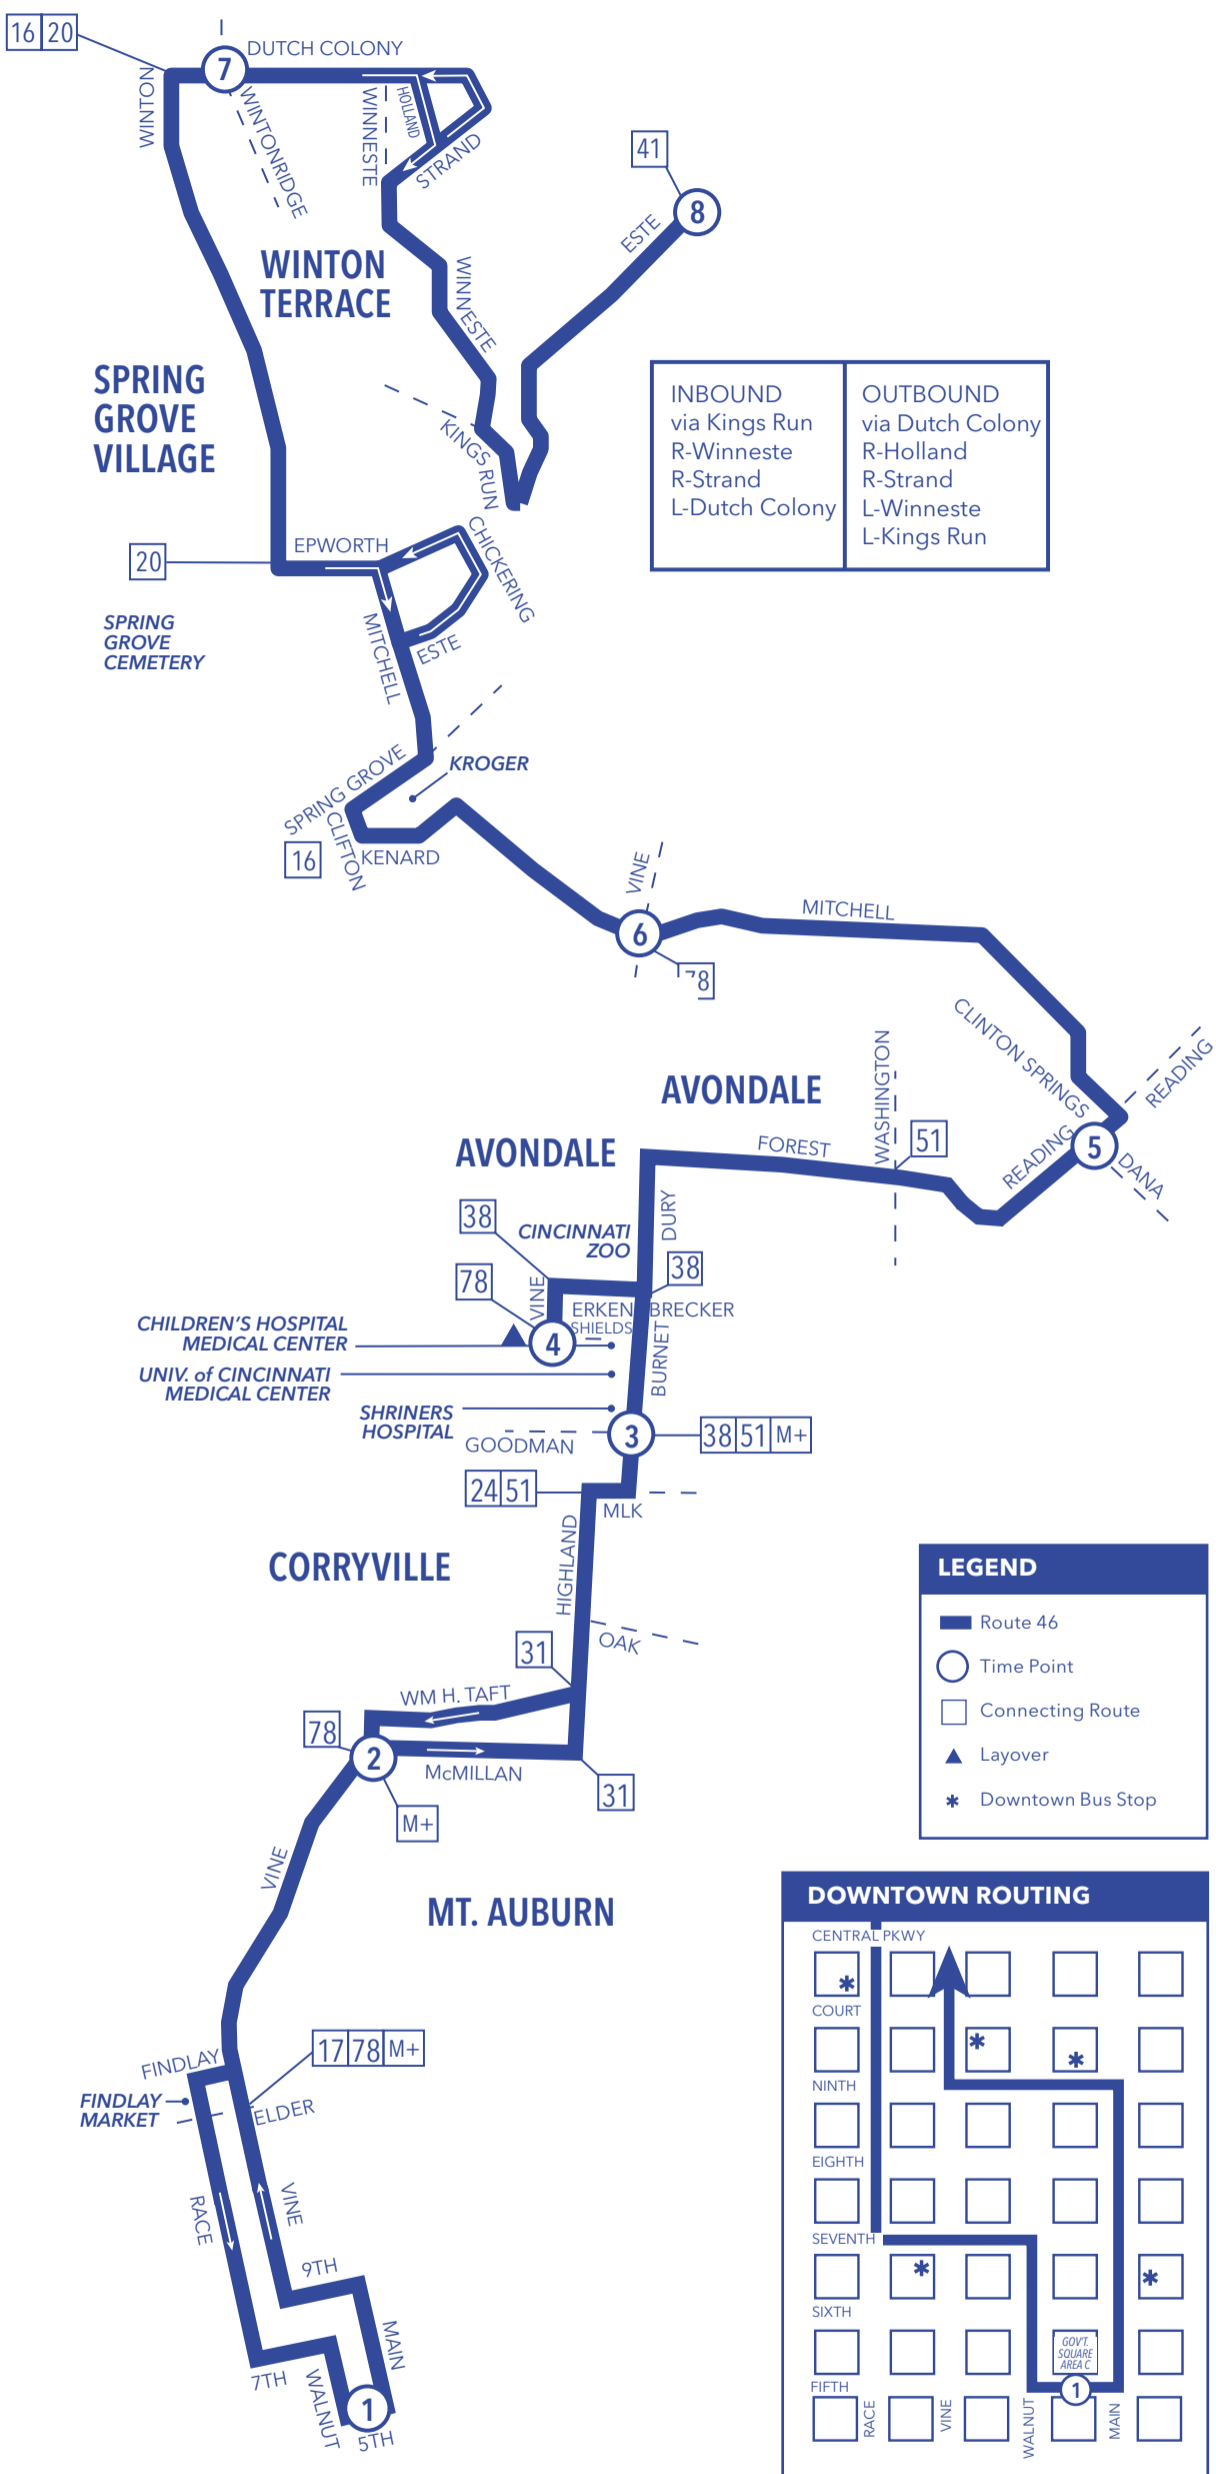 16 20
7
DUTCH COLONY
WINTON
WINTONRIDGE
WINNESTE
HOLLAND
STRAND
41
8
ESTE
WINTON
TERRACE
WINNESTE
SPRING
GROVE
VILLAGE
KINGS RUN
INBOUND
via Kings Run
R-Winneste
R-Strand
L-Dutch Colony
OUTBOUND
via Dutch Colony
R-Holland
R-Strand
L-Winneste
L-Kings Run
20
EPWORTH
CHICKERING
SPRING
GROVE
CEMETERY
MITCHELL
ESTE
SPRING GROVE
KROGER
CLIFTON
16
KENARD
VINE
6
MITCHELL
78
CLINTON SPRINGS
READING
WASHINGTON
AVONDALE
51
READING
5
DANA
FOREST
AVONDALE
DURY
38
CINCINNATI
ZOO
38
78
VINE
ERKENBRECKER
SHIELDS
4
BURNET
CHILDREN'S HOSPITAL
MEDICAL CENTER
UNIV. of CINCINNATI
MEDICAL CENTER
SHRINERS
HOSPITAL
GOODMAN
3
38 51 M+
24 51
MLK
HIGHLAND
CORRYVILLE
OAK
31
WM H. TAFT
78
2
McMILLAN
31
M+
VINE
MT. AUBURN
LEGEND
Route 46
Time Point
Connecting Route
Layover
Downtown Bus Stop
17 78 M+
FINDLAY
FINDLAY
MARKET
ELDER
RACE
VINE
9TH
MAIN
7TH
WALNUT
1
5TH
DOWNTOWN ROUTING
CENTRAL PKWY
COURT
NINTH
EIGHTH
SEVENTH
SIXTH
GOV'T.
SQUARE
AREA C
FIFTH
1
RACE
VINE
WALNUT
MAIN